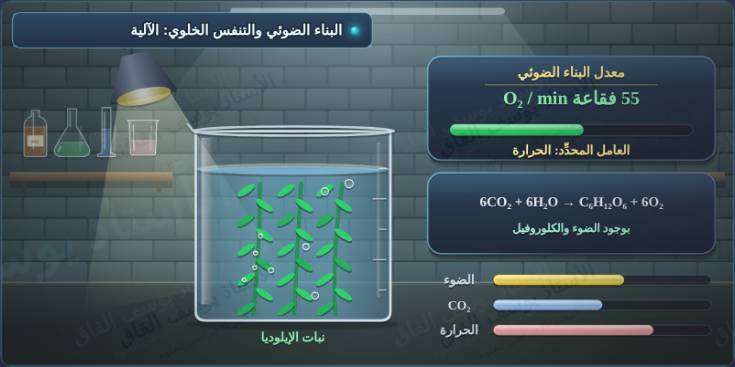 البناء الضوئي والتنفس الخلوي: الآلية
معدل البناء الضوئي
55 فقاعة O₂ / min
العامل المحدِّد: الحرارة
6CO₂ + 6H₂O → C₆H₁₂O₆ + 6O₂
بوجود الضوء والكلوروفيل
الضوء
CO₂
الحرارة
نبات الإيلوديا